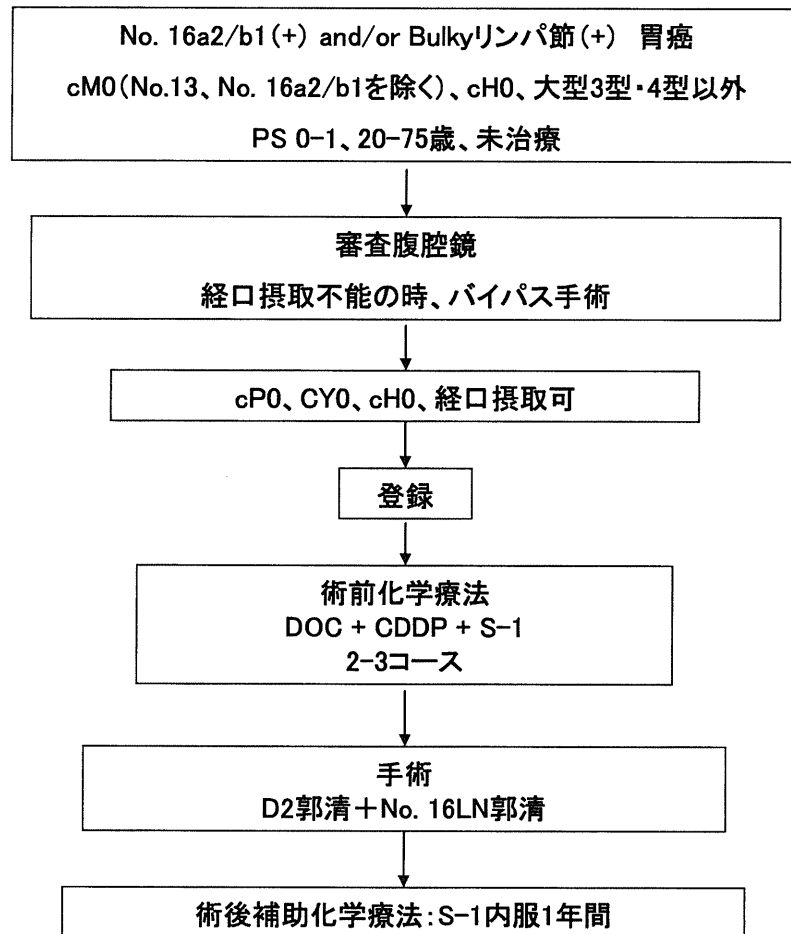 No. 16a2/b1(+) and/or Bulkyリンパ節(+) 胃癌
cM0(No.13、No. 16a2/b1を除く)、cH0、大型3型・4型以外
PS 0-1、20-75歳、未治療
審査腹腔鏡
経口摂取不能の時、バイパス手術
cP0、CY0、cH0、経口摂取可
登録
術前化学療法
DOC + CDDP + S-1
2-3コース
手術
D2郭清+No. 16LN郭清
術後補助化学療法:S-1内服1年間